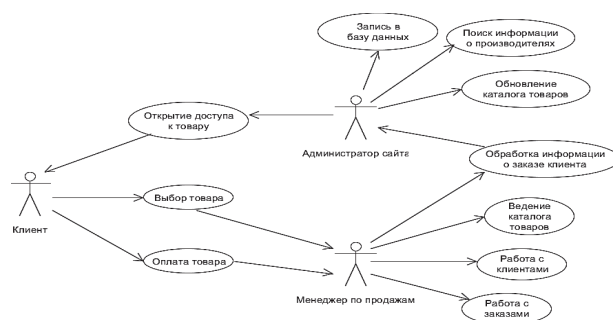 Запись в
базу данных
Поиск информации
о производителях
Обновление
каталога товаров
Открытие доступа
к товару
Администратор сайта
Обработка информации
о заказе клиента
Клиент
Выбор товара
Ведение
каталога
товаров
Оплата товара
Работа с
клиентами
Менеджер по продажам
Работа с
заказами